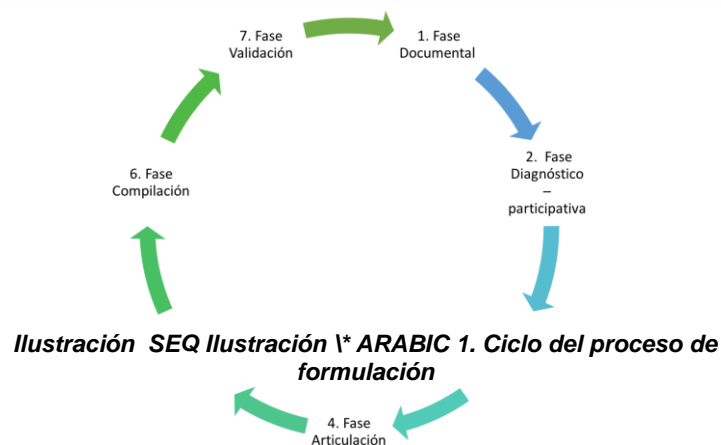 7. Fase
Validación
1. Fase
Documental
2. Fase
Diagnóstico
–
participativa
6. Fase
Compilación
Ilustración SEQ Ilustración \* ARABIC 1. Ciclo del proceso de
formulación
4. Fase
Articulación